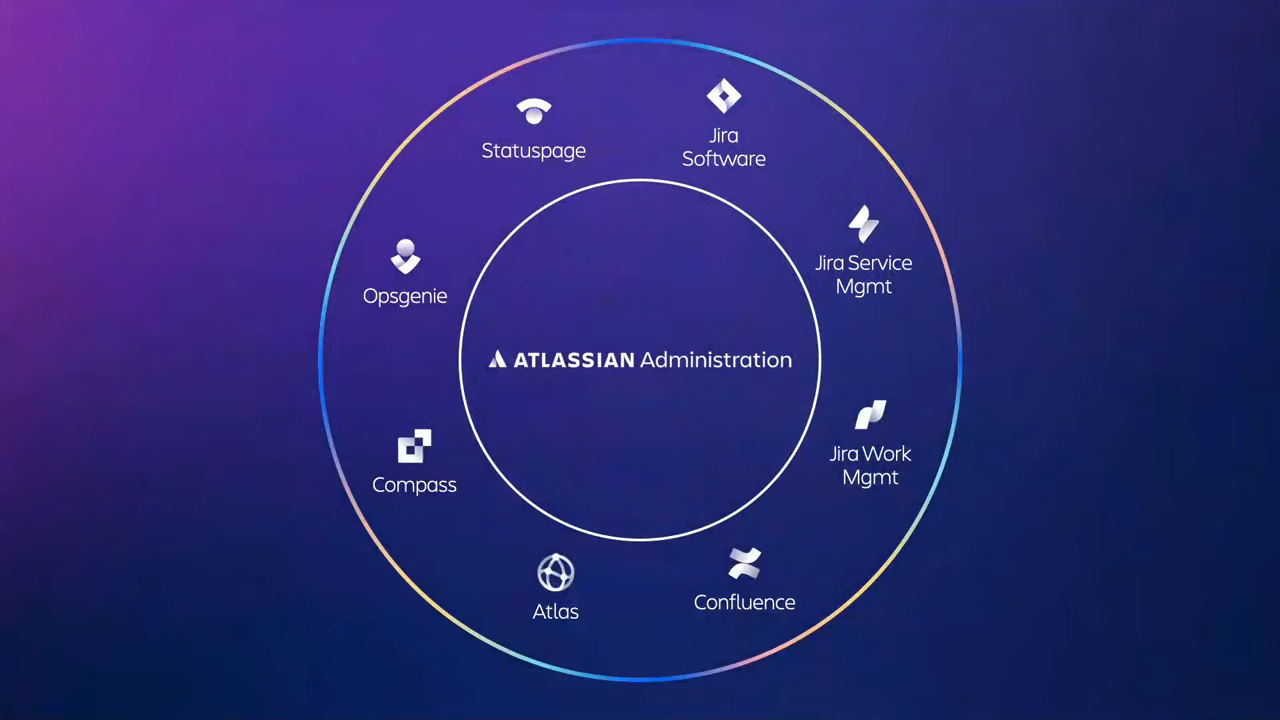 Statuspage
Jira
Software
Jira Service
Mgmt
Opsgenie
ATLASSIAN Administration
Jira Work
Mgmt
Compass
Confluence
Atlas